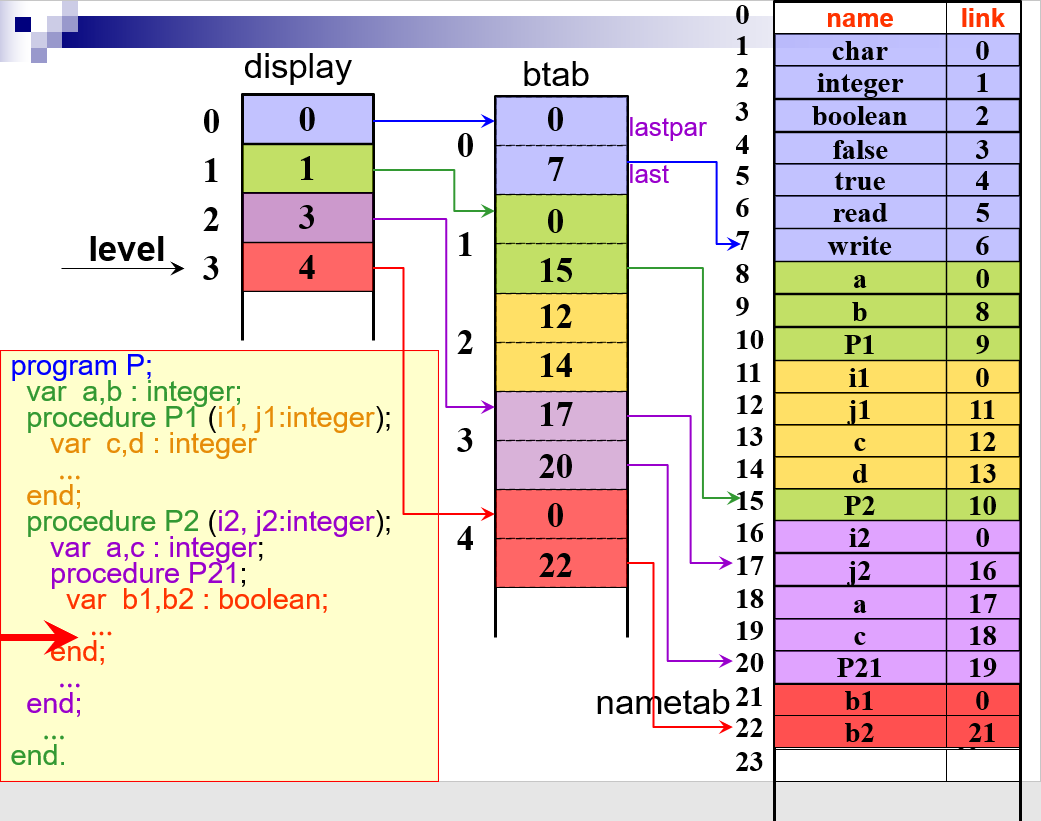 display
0 0
1 1
2 3
3 4
level
btab
0 0 lastpar
7 last
1 0
15
2 12
14
3 17
20
4 0
22
program P;
var a,b : integer;
procedure P1 (i1, j1:integer);
var c,d : integer
...
end;
procedure P2 (i2, j2:integer);
var a,c : integer;
procedure P21;
var b1,b2 : boolean;
...
end;
...
end;
...
end.
nametab
0 name link
1 char 0
2 integer 1
3 boolean 2
4 false 3
5 true 4
6 read 5
7 write 6
8 a 0
9 b 8
10 P1 9
11 i1 0
12 j1 11
13 c 12
14 d 13
15 P2 10
16 i2 0
17 j2 16
18 a 17
19 c 18
20 P21 19
21 b1 0
22 b2 21
23